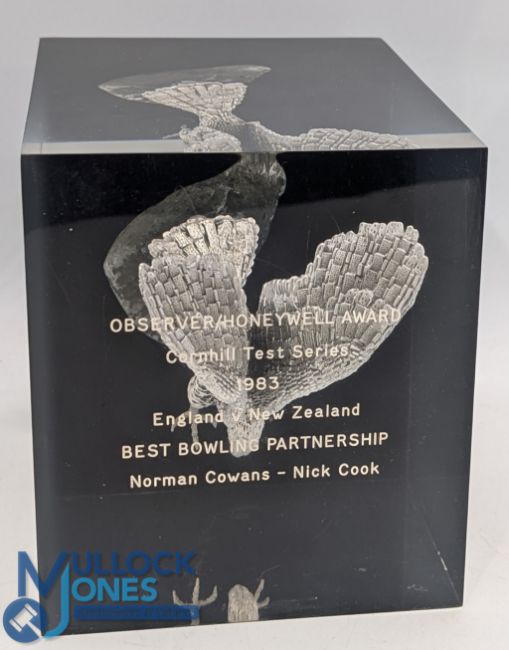 OBSERVER/HONEYWELL AWARD
Cornhill Test Series
1983
England v New Zealand
BEST BOWLING PARTNERSHIP
Norman Cowans – Nick Cook
MULLOCK
JONES